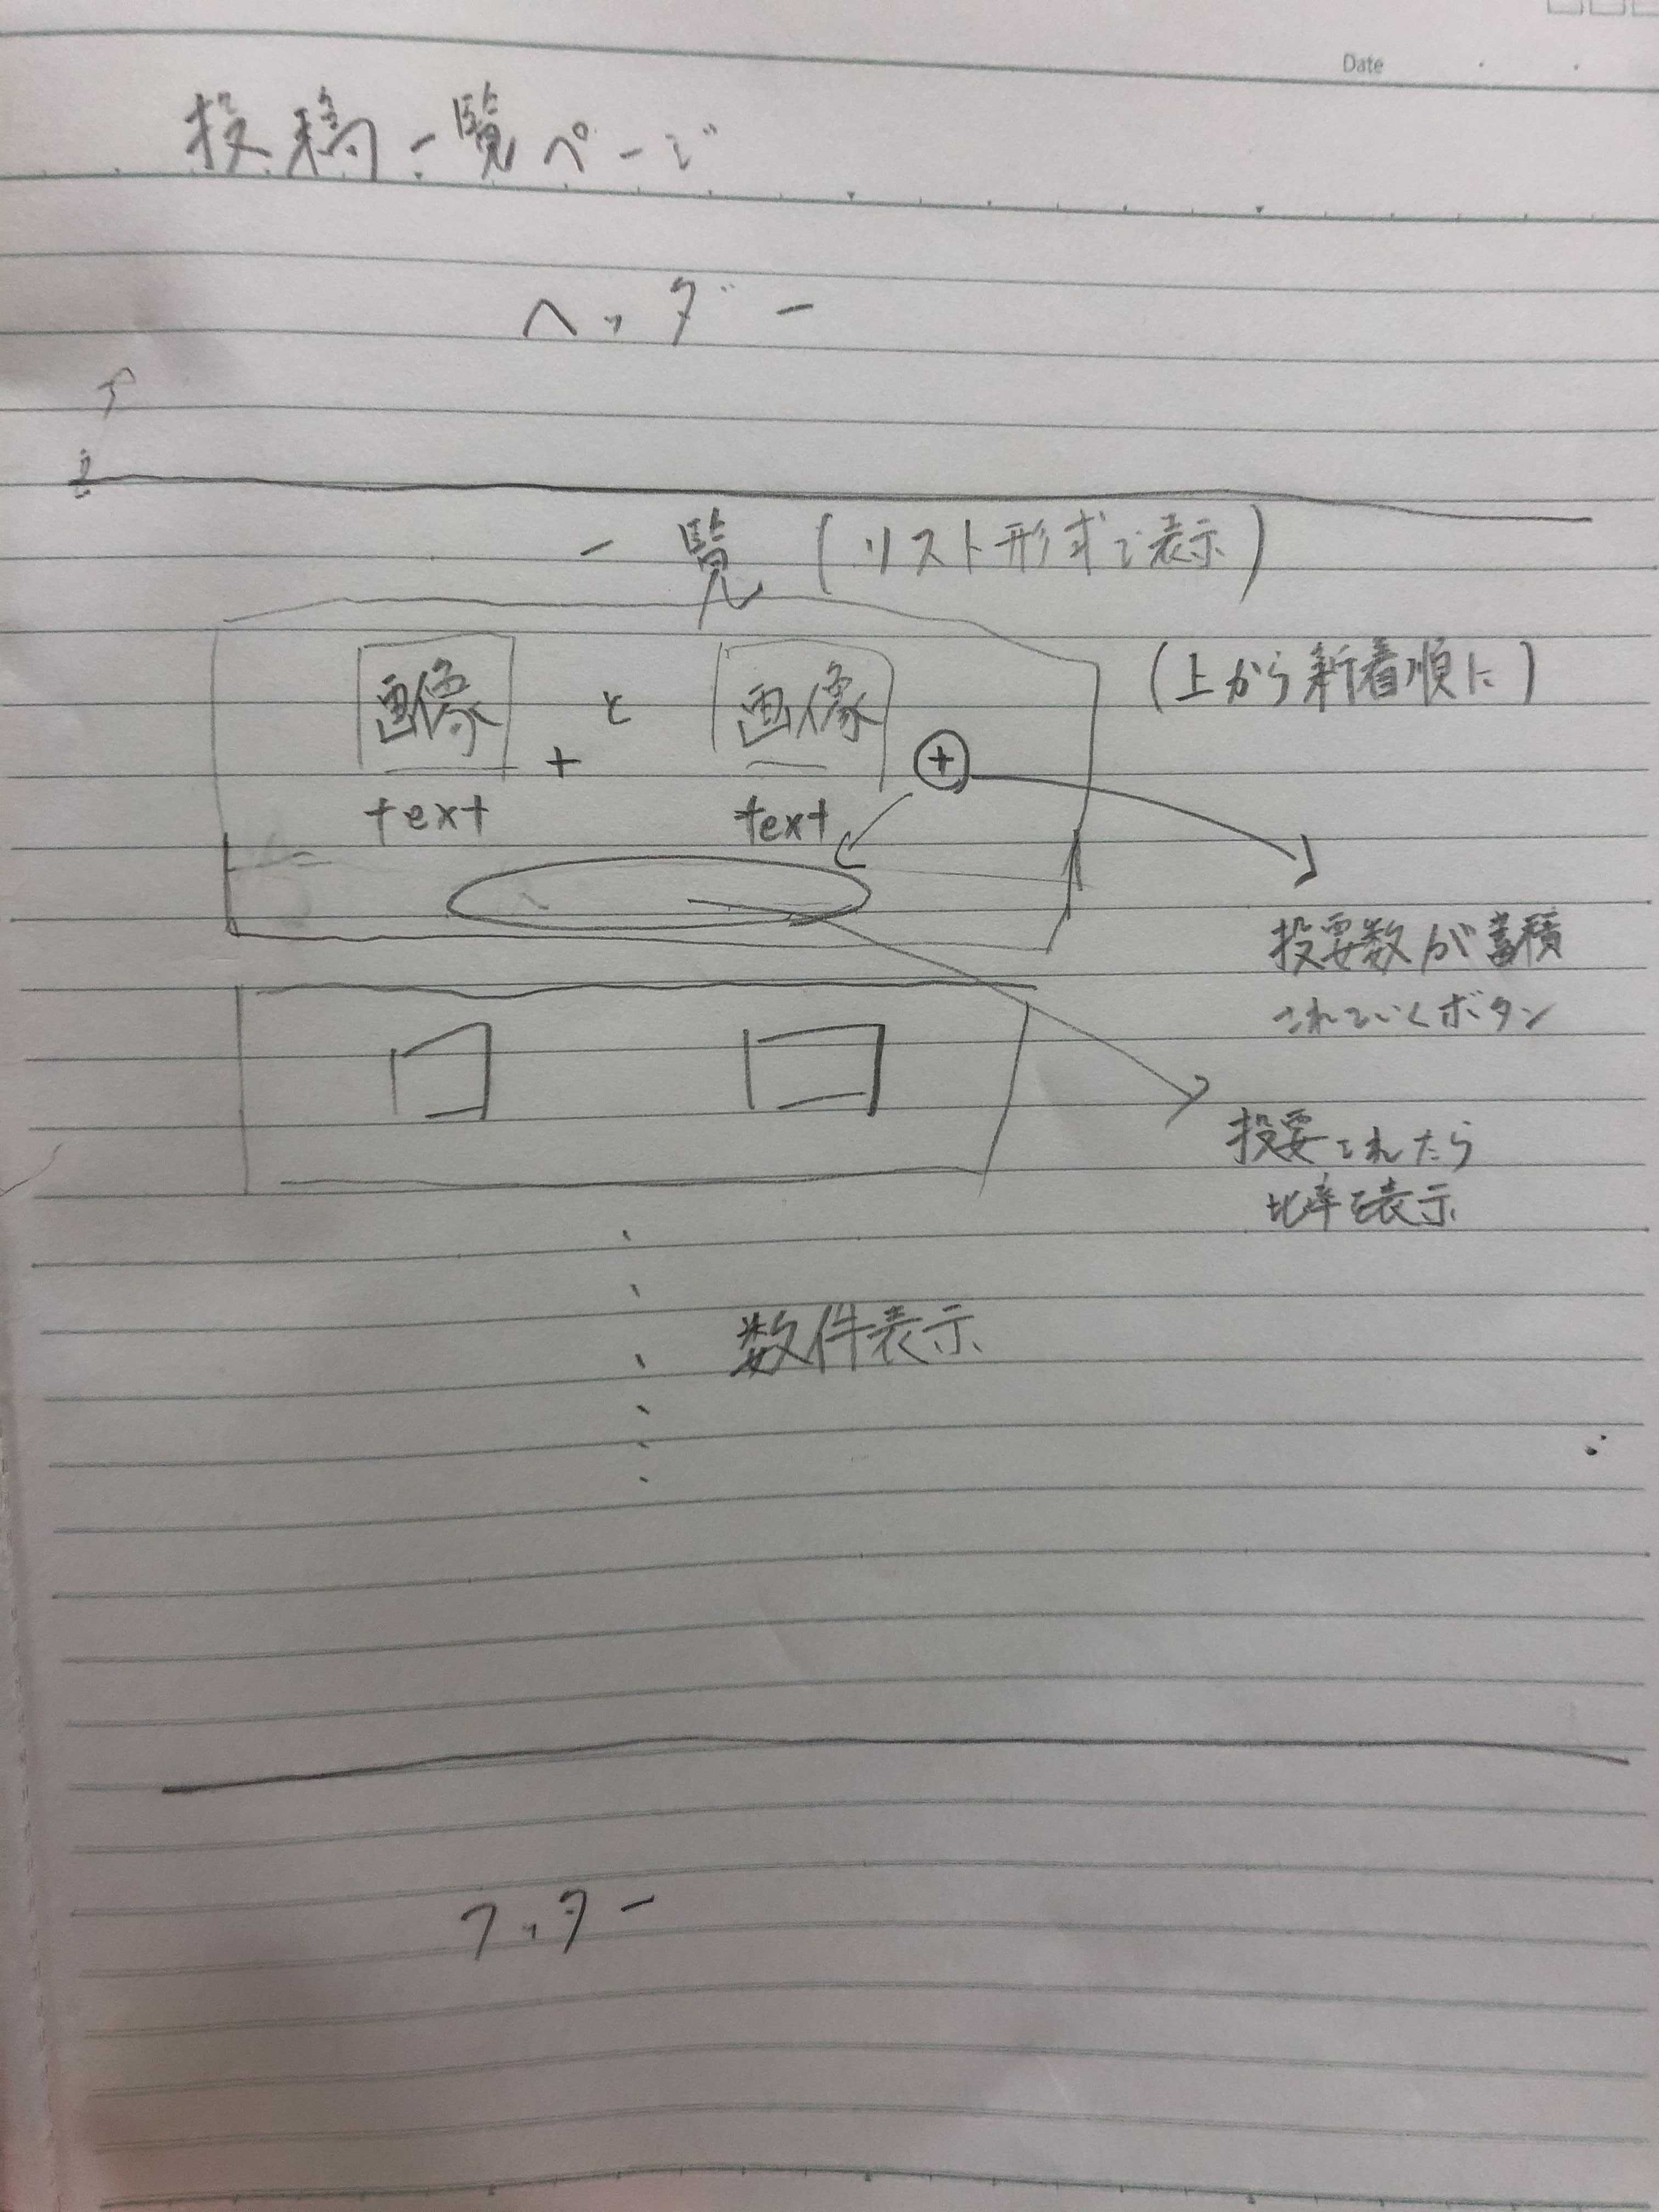 Date
投稿一覧ページ
ヘッダー
一覧(リスト形式で表示)
(上から新着順に)
画像 と 画像
+ +
text text
投要数が蓄積
されていくボタン
投要されたら
比率を表示
数件表示
フッター